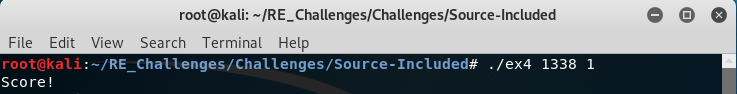 root@kali: ~/RE_Challenges/Challenges/Source-Included
File Edit View Search Terminal Help
root@kali:~/RE_Challenges/Challenges/Source-Included# ./ex4 1338 1
Score!